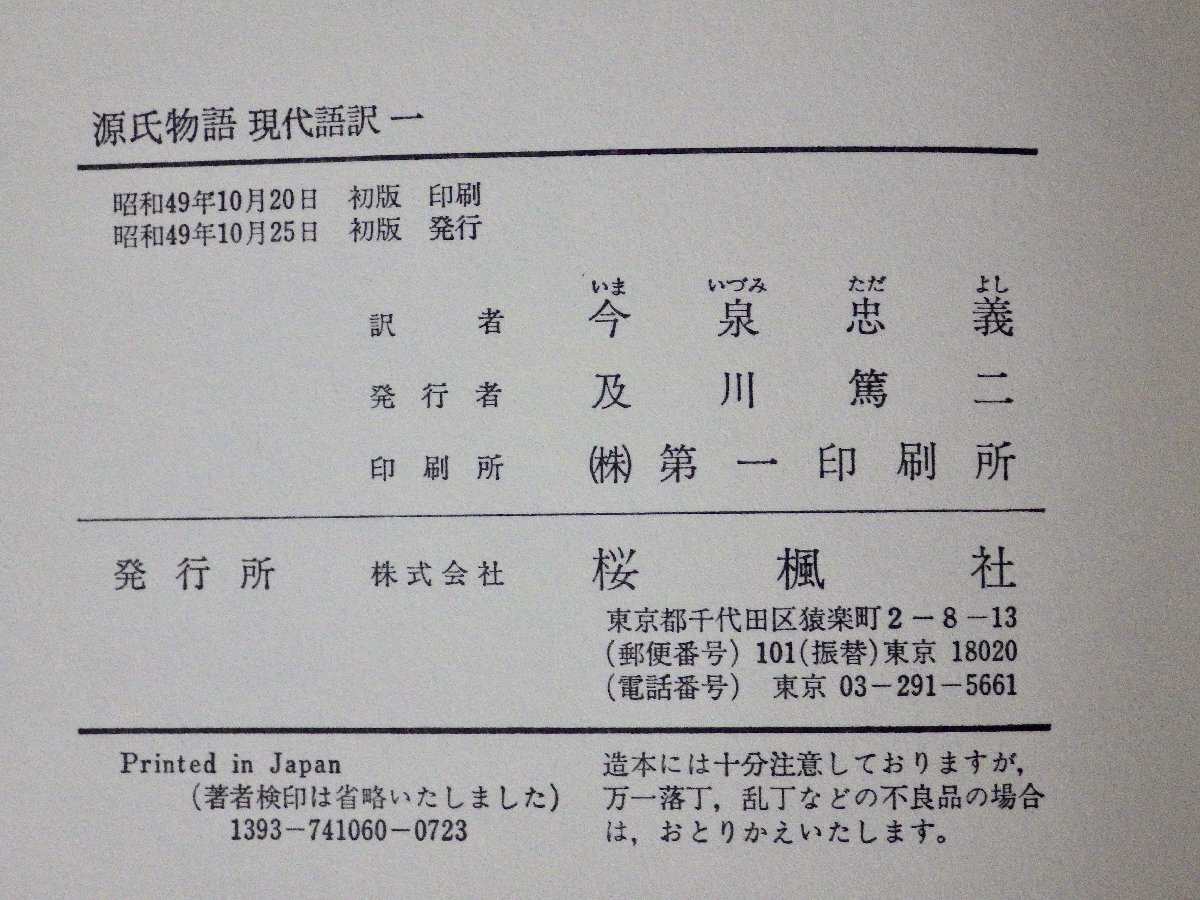 源氏物語 現代語訳 一
昭和49年10月20日 初版 印刷
昭和49年10月25日 初版 発行
いま いづみ ただ よし
訳者 今泉忠義
発行者 及川篤二
印刷所 ㈱第一印刷所
発行所 株式会社 桜楓社
東京都千代田区猿楽町2-8-13
(郵便番号) 101(振替)東京 18020
(電話番号) 東京 03-291-5661
Printed in Japan
(著者検印は省略いたしました)
1393-741060-0723
造本には十分注意しておりますが,
万一落丁, 乱丁などの不良品の場合
は, おとりかえいたします。